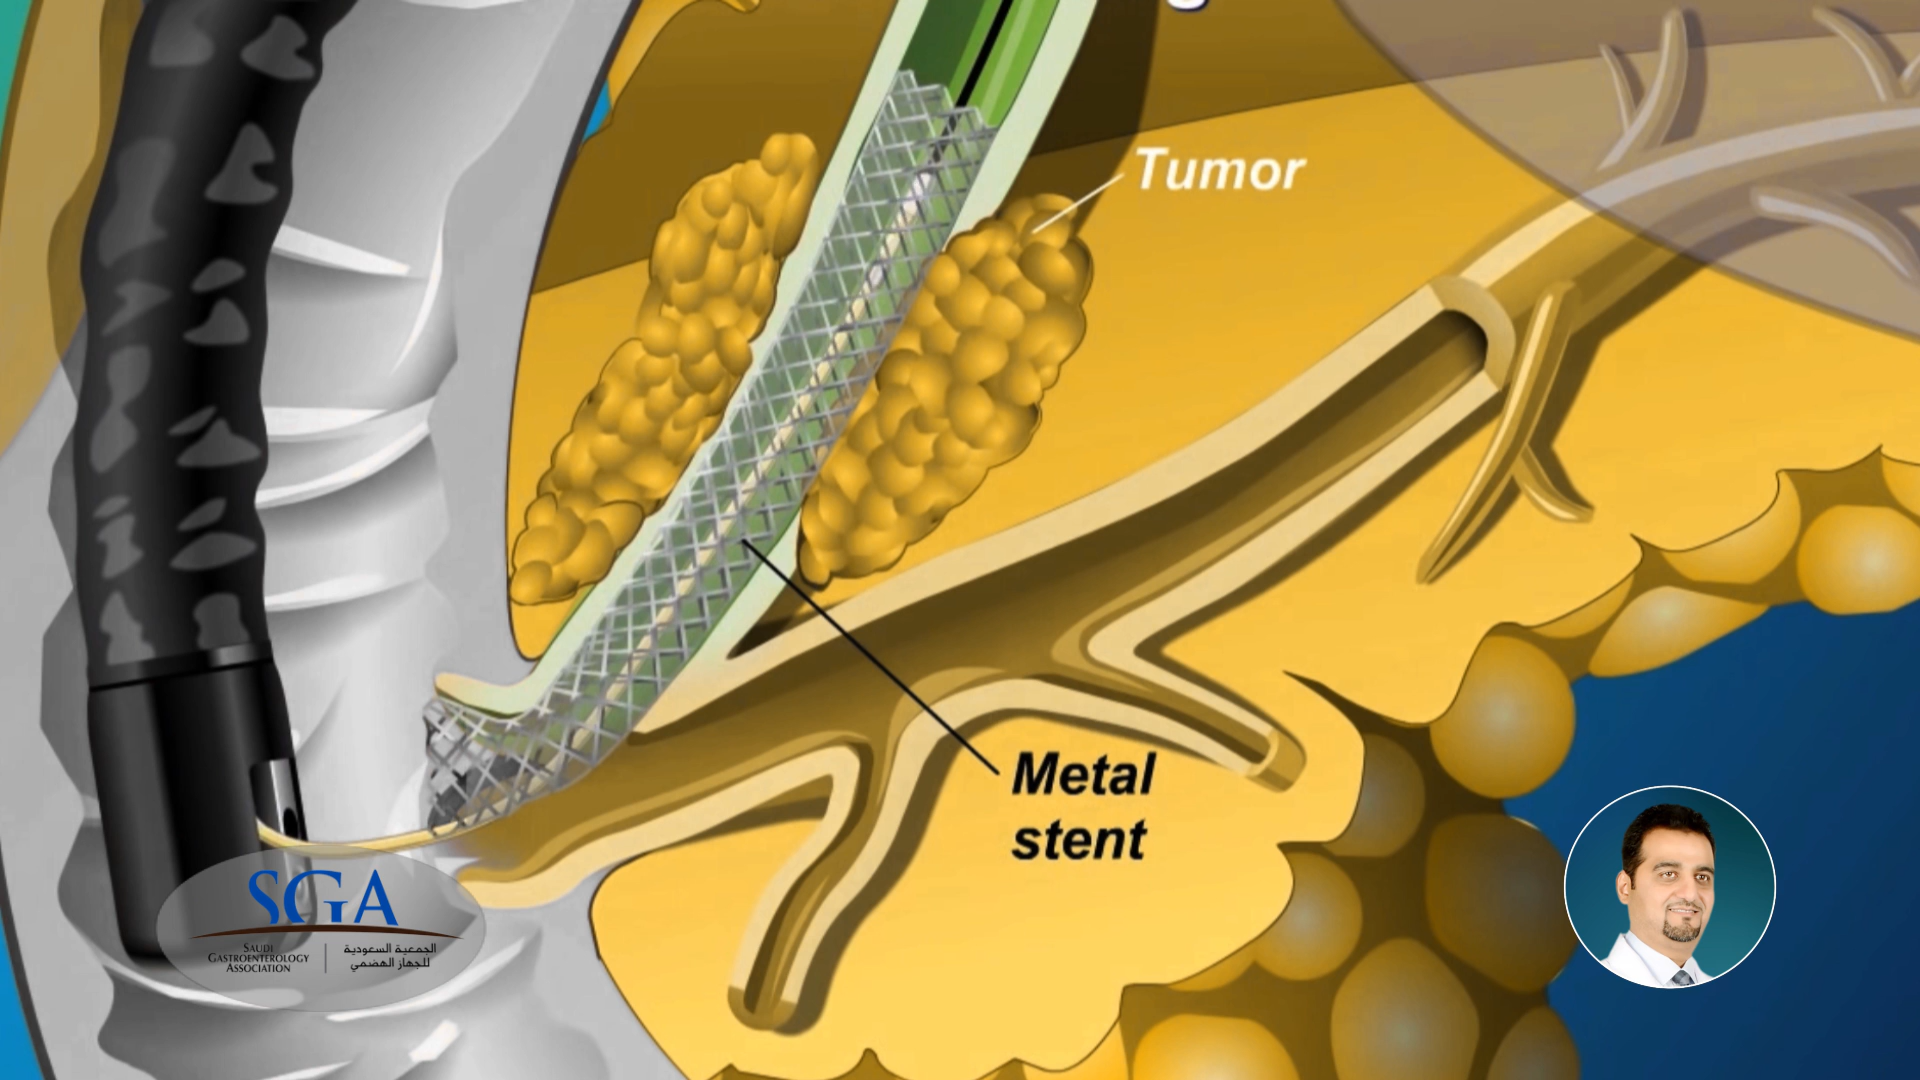 Tumor
Metal
stent
SGA
SAUDI
GASTROENTEROLOGY
ASSOCIATION
الجمعية السعودية
للجهاز الهضمي